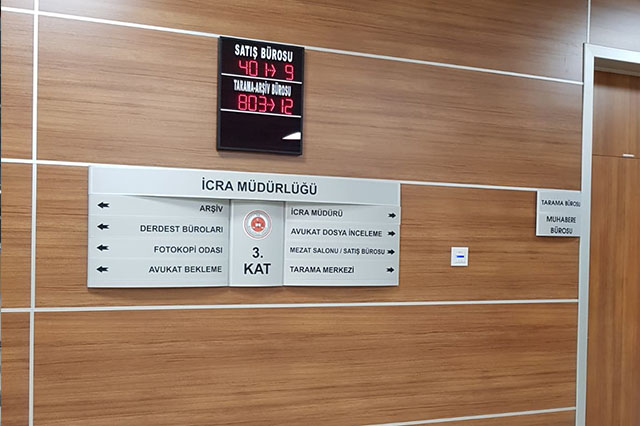 SATIŞ BÜROSU
401→ 9
TARAMA-ARŞİV BÜROSU
803→12
İCRA MÜDÜRLÜĞÜ
ARŞİV
DERDEST BÜROLARI
FOTOKOPİ ODASI
AVUKAT BEKLEME
3.
KAT
İCRA MÜDÜRÜ
AVUKAT DOSYA İNCELEME
MEZAT SALONU / SATIŞ BÜROSU
TARAMA MERKEZİ
TARAMA BÜROSU
MUHABERE
BÜROSU